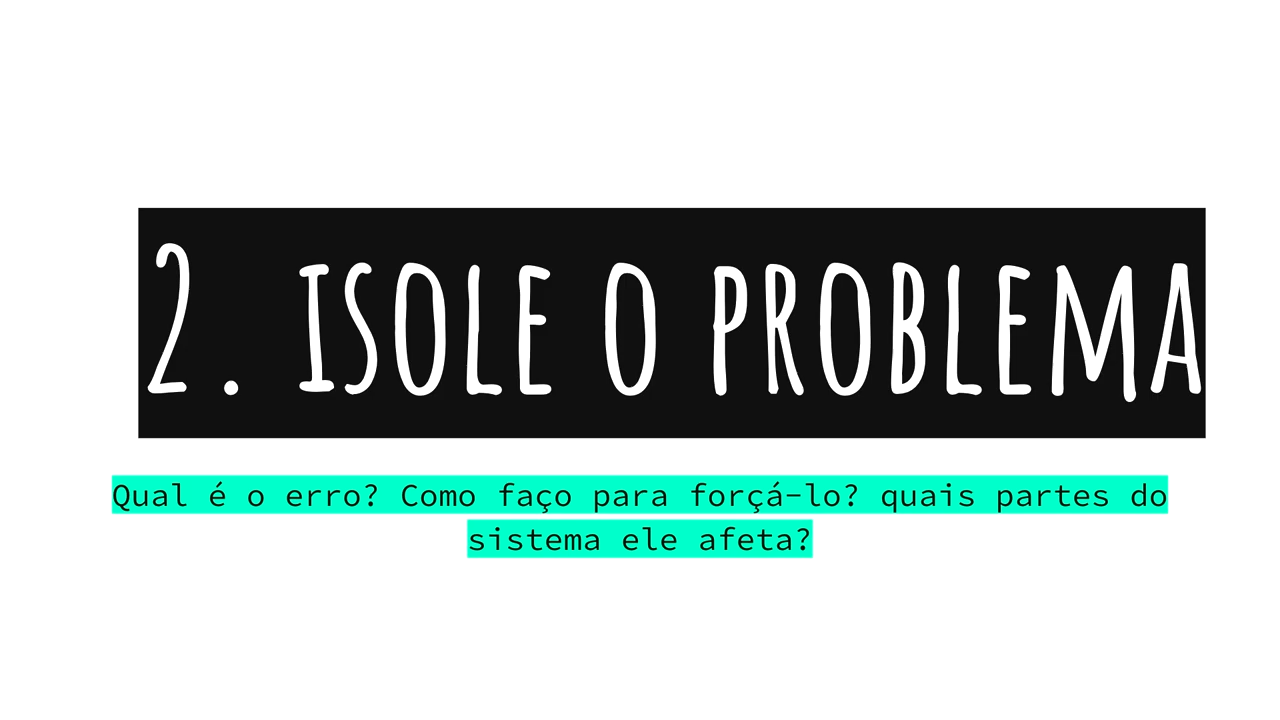 2. ISOLE O PROBLEMA
Qual é o erro? Como faço para forçá-lo? quais partes do
sistema ele afeta?